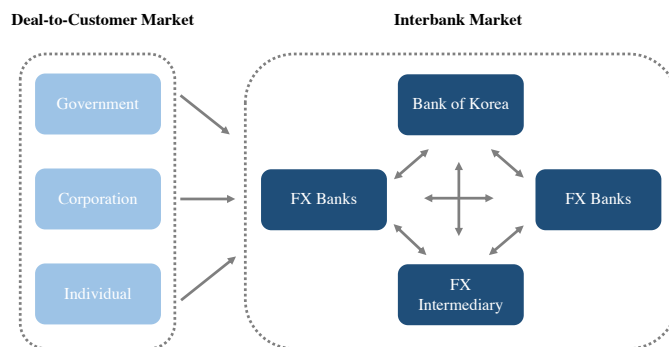 Deal-to-Customer Market
Interbank Market
Government
Bank of Korea
Corporation
FX Banks
FX Banks
Individual
FX
Intermediary